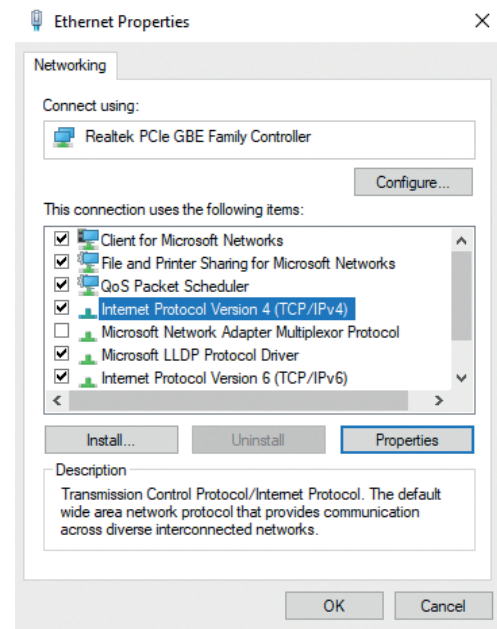 Ethernet Properties
Networking
Connect using:
Realtek PCIe GBE Family Controller
Configure...
This connection uses the following items:
Client for Microsoft Networks
File and Printer Sharing for Microsoft Networks
QoS Packet Scheduler
Internet Protocol Version 4 (TCP/IPv4)
Microsoft Network Adapter Multiplexor Protocol
Microsoft LLDP Protocol Driver
Internet Protocol Version 6 (TCP/IPv6)
Install... Uninstall Properties
Description
Transmission Control Protocol/Internet Protocol. The default
wide area network protocol that provides communication
across diverse interconnected networks.
OK Cancel